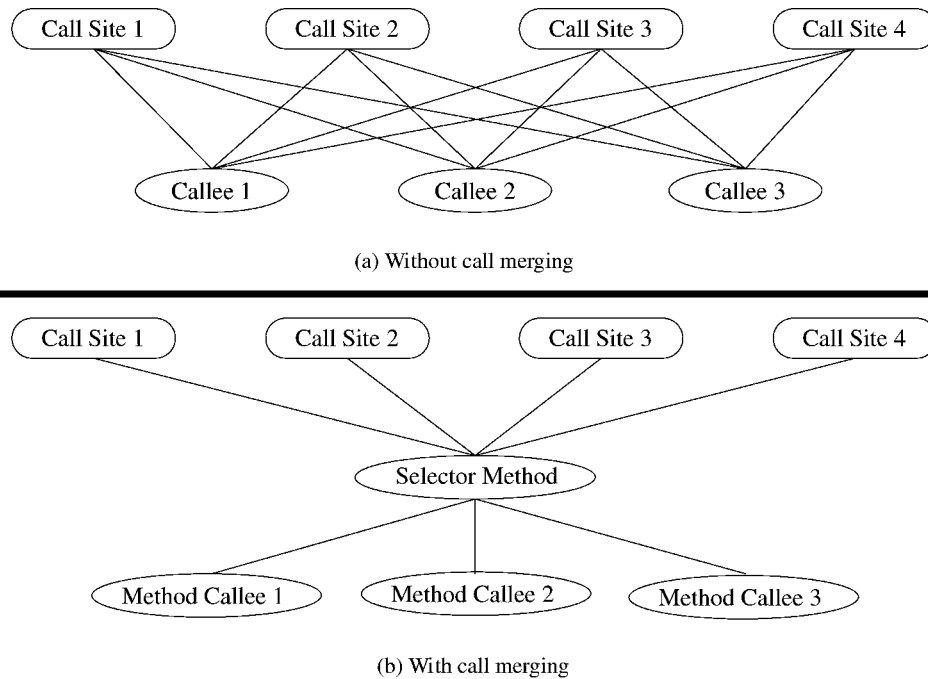 Call Site 1
Call Site 2
Call Site 3
Call Site 4
Callee 1
Callee 2
Callee 3
(a) Without call merging
Call Site 1
Call Site 2
Call Site 3
Call Site 4
Selector Method
Method Callee 1
Method Callee 2
Method Callee 3
(b) With call merging